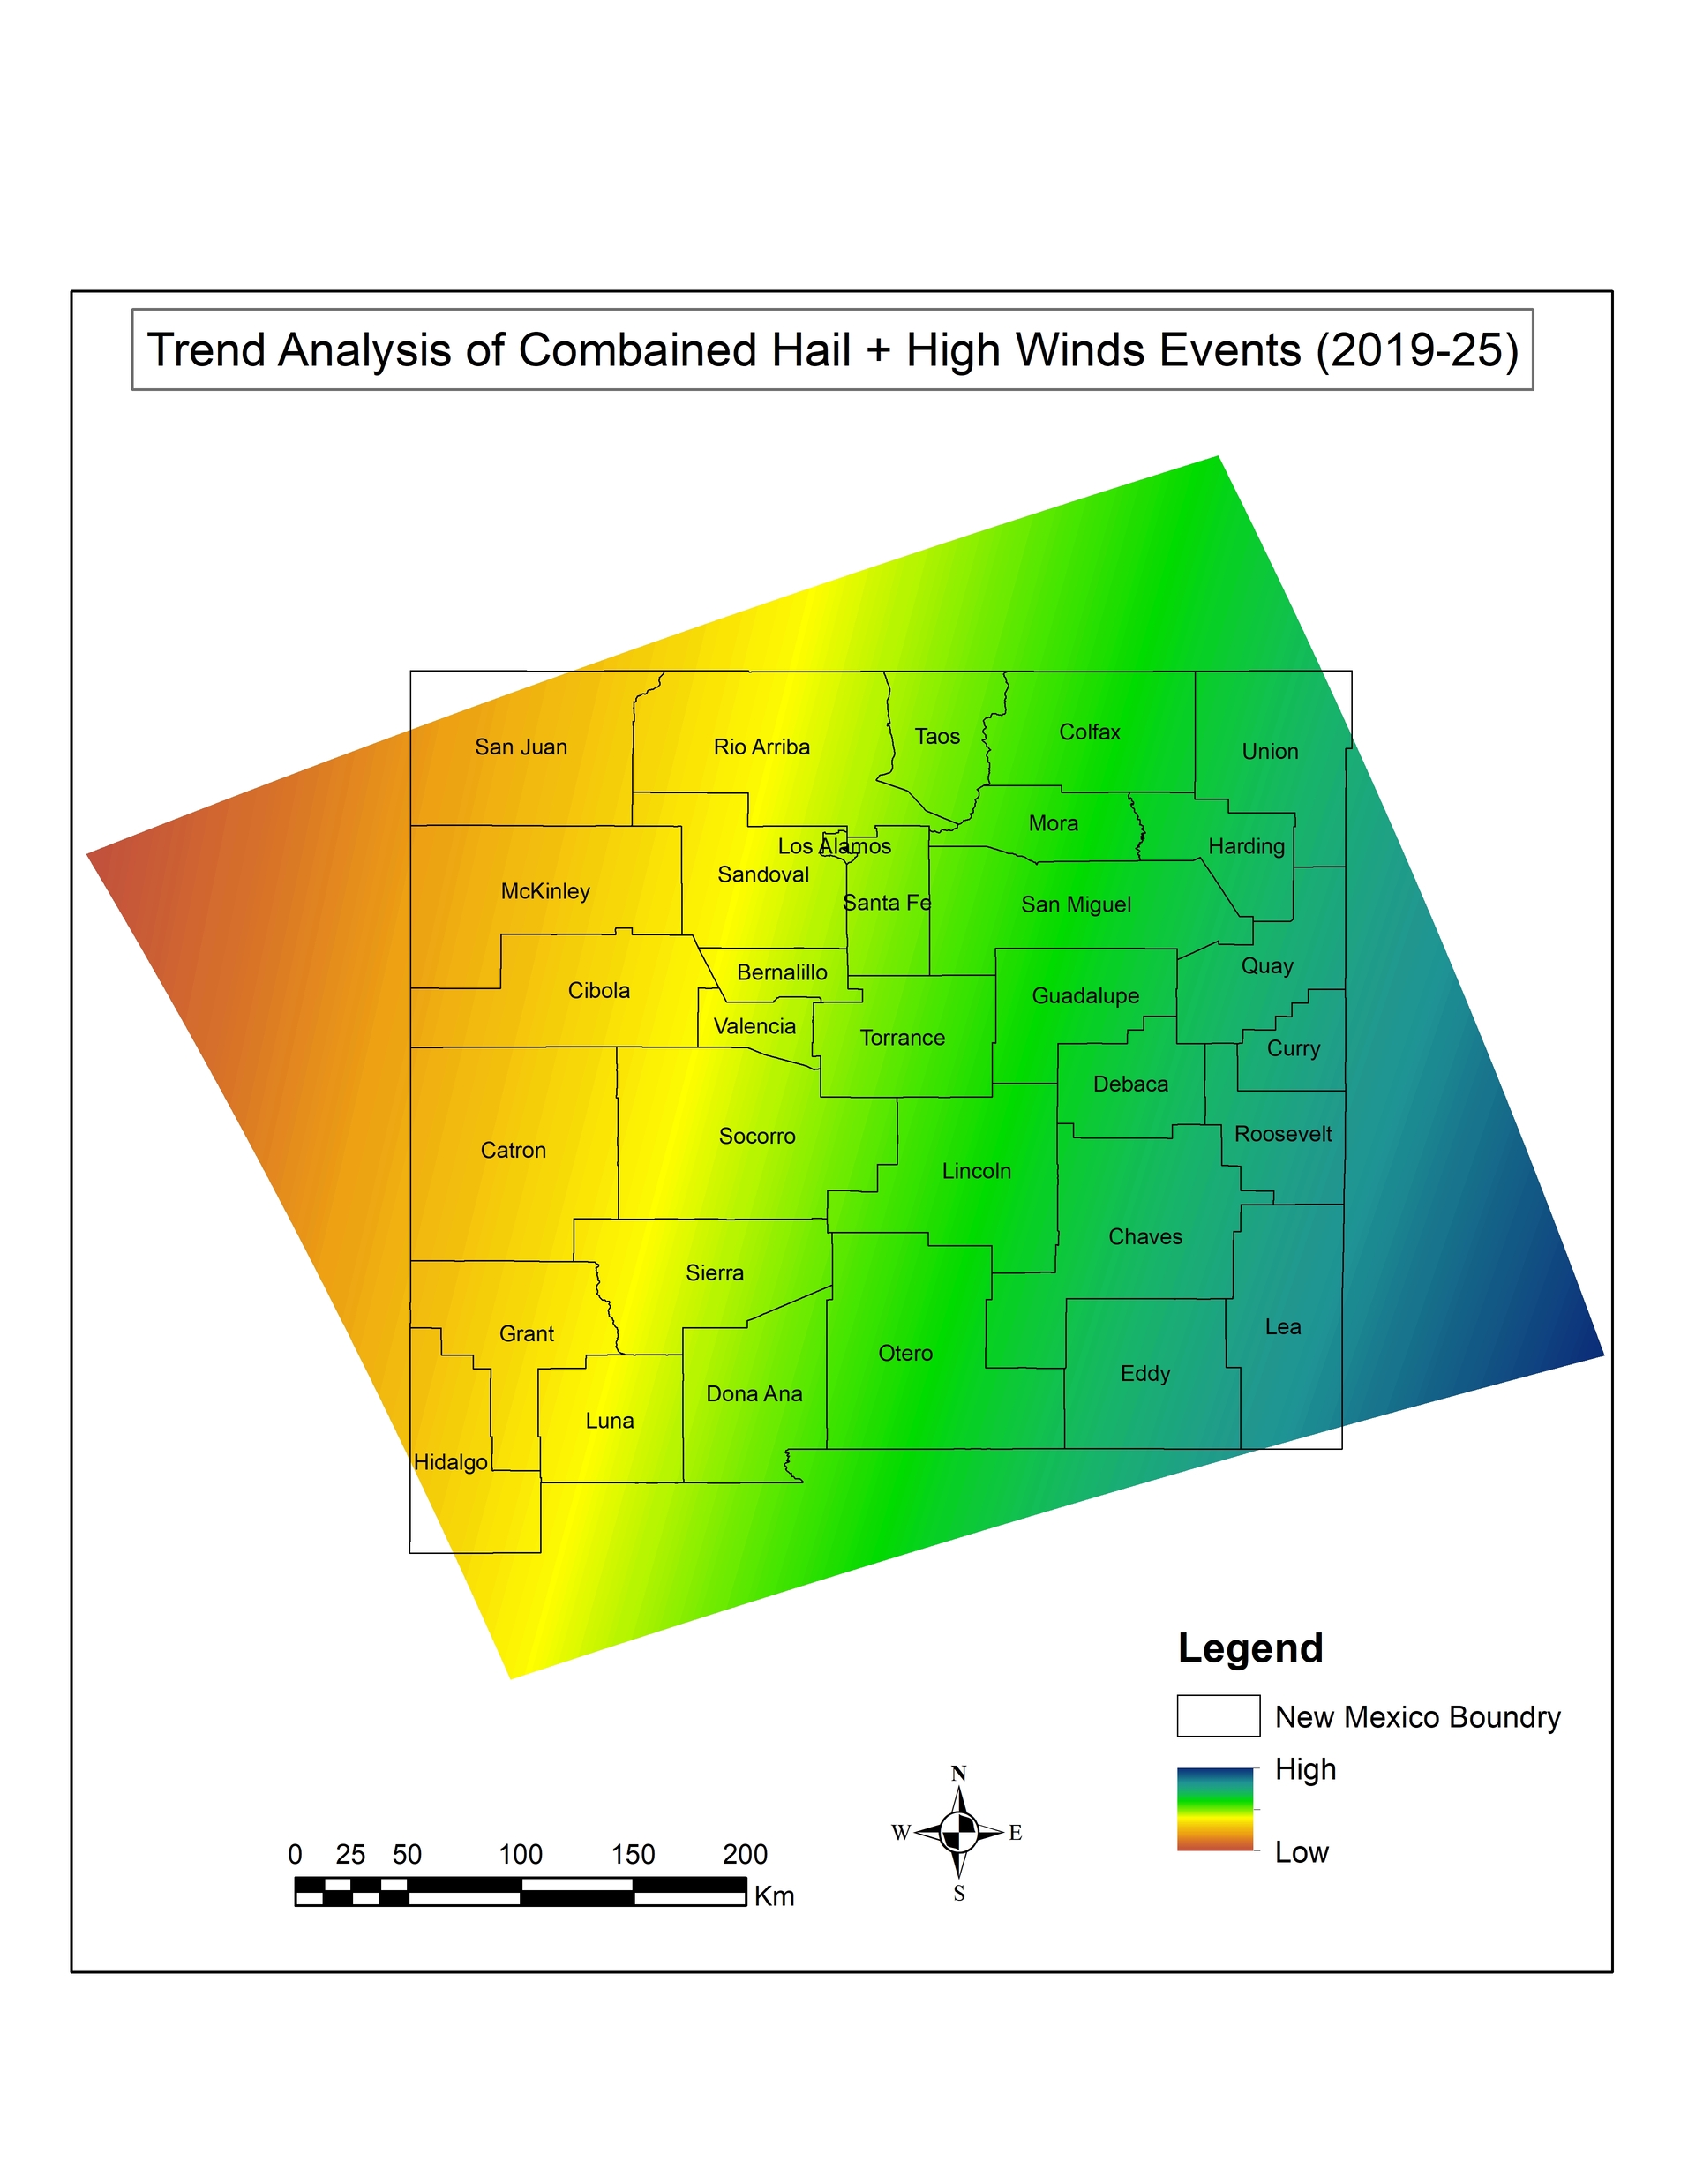 Trend Analysis of Combained Hail + High Winds Events (2019-25)
San Juan
Rio Arriba
Taos
Colfax
Union
Mora
Harding
Los Alamos
Sandoval
McKinley
Santa Fe
San Miguel
Quay
Bernalillo
Cibola
Guadalupe
Valencia
Torrance
Curry
Debaca
Socorro
Roosevelt
Catron
Lincoln
Chaves
Sierra
Grant
Lea
Otero
Eddy
Dona Ana
Luna
Hidalgo
Legend
New Mexico Boundry
High
Low
N
W
E
S
0 25 50 100 150 200
Km